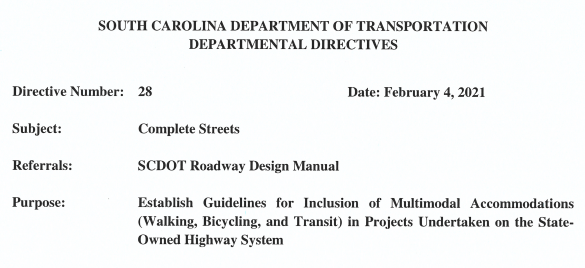 SOUTH CAROLINA DEPARTMENT OF TRANSPORTATION
DEPARTMENTAL DIRECTIVES
Directive Number: 28 Date: February 4, 2021
Subject: Complete Streets
Referrals: SCDOT Roadway Design Manual
Purpose: Establish Guidelines for Inclusion of Multimodal Accommodations
(Walking, Bicycling, and Transit) in Projects Undertaken on the State-
Owned Highway System